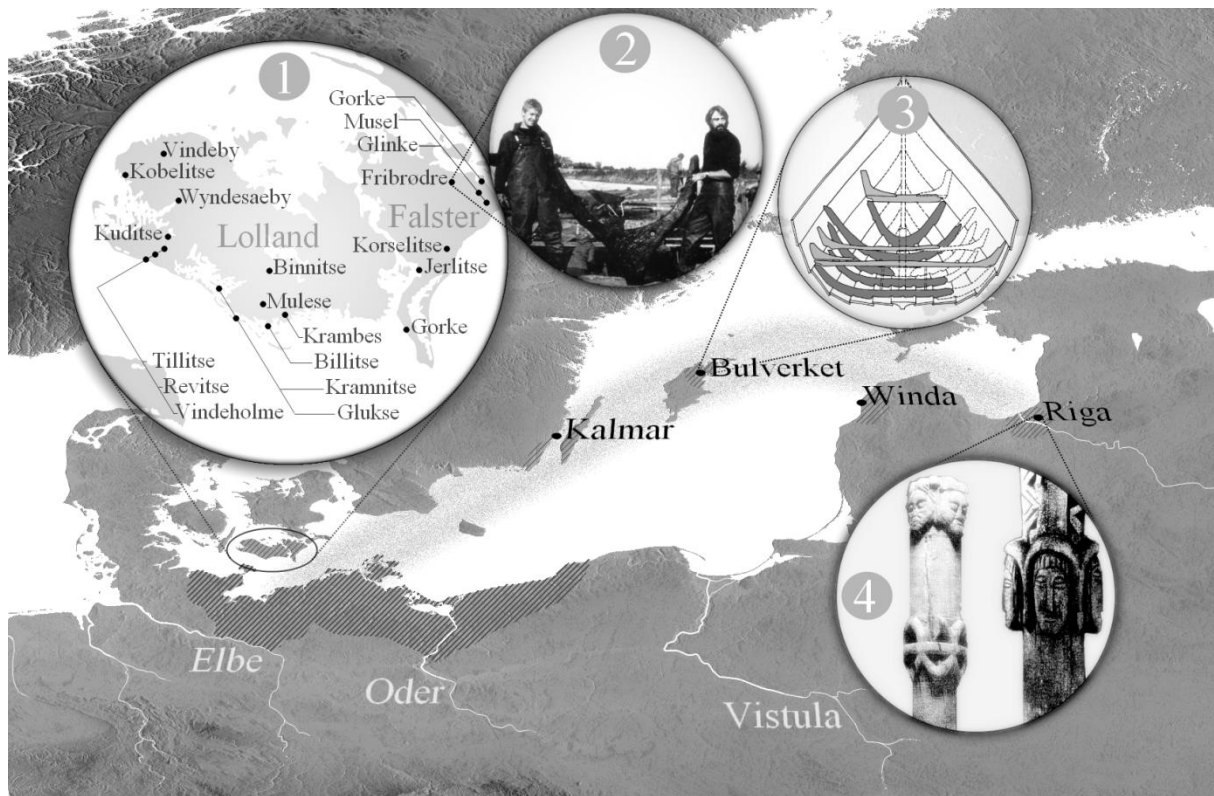 1
2
3
4
Gorke
Musel
Glinke
Fribrodre
Vindeby
Kobelitse
Wyndesaeby
Kuditse
Lolland
Falster
Korselitse
Jerlitse
Binnitse
Mulese
Gorke
Krambes
Billitse
Tillitse
Revitse
Vindeholme
Kramnitse
Glukse
Bulverket
Winda
Riga
Kalmar
Elbe
Oder
Vistula